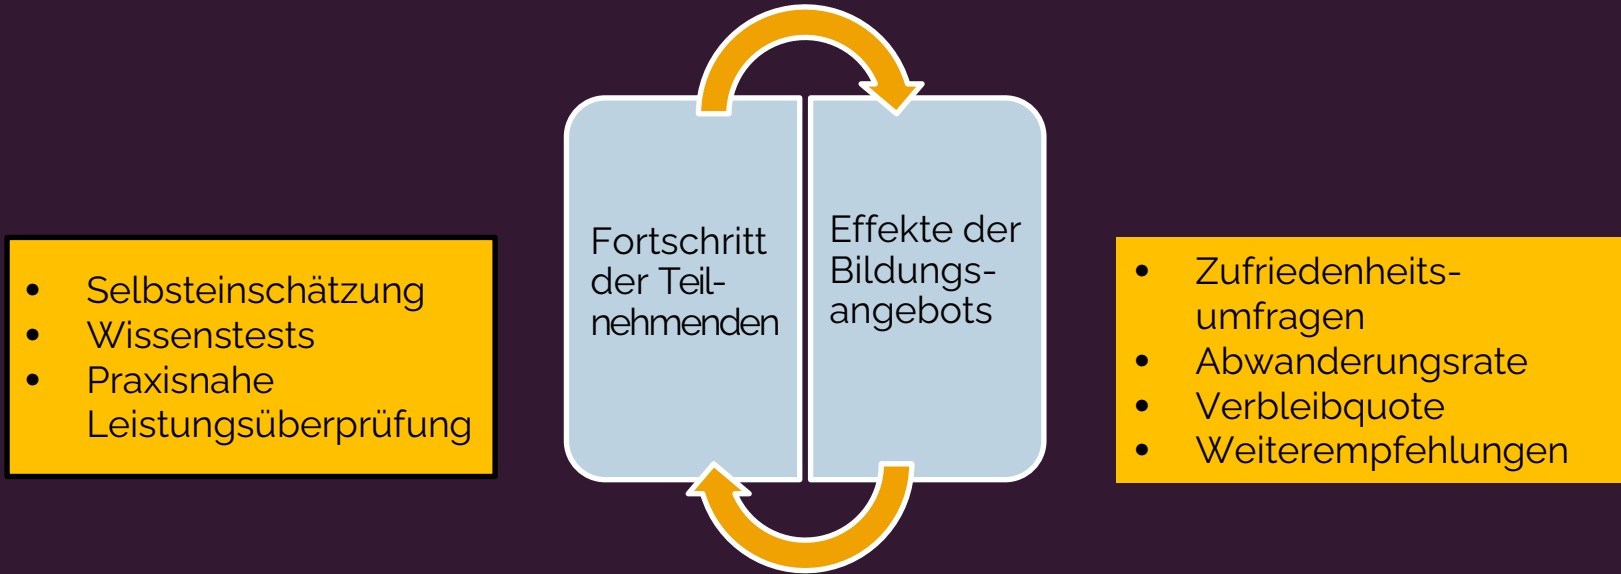 • Selbsteinschätzung
• Wissenstests
• Praxisnahe
Leistungsüberprüfung
Fortschritt
der Teil-
nehmenden
Effekte der
Bildungs-
angebots
• Zufriedenheits-
umfragen
• Abwanderungsrate
• Verbleibquote
• Weiterempfehlungen